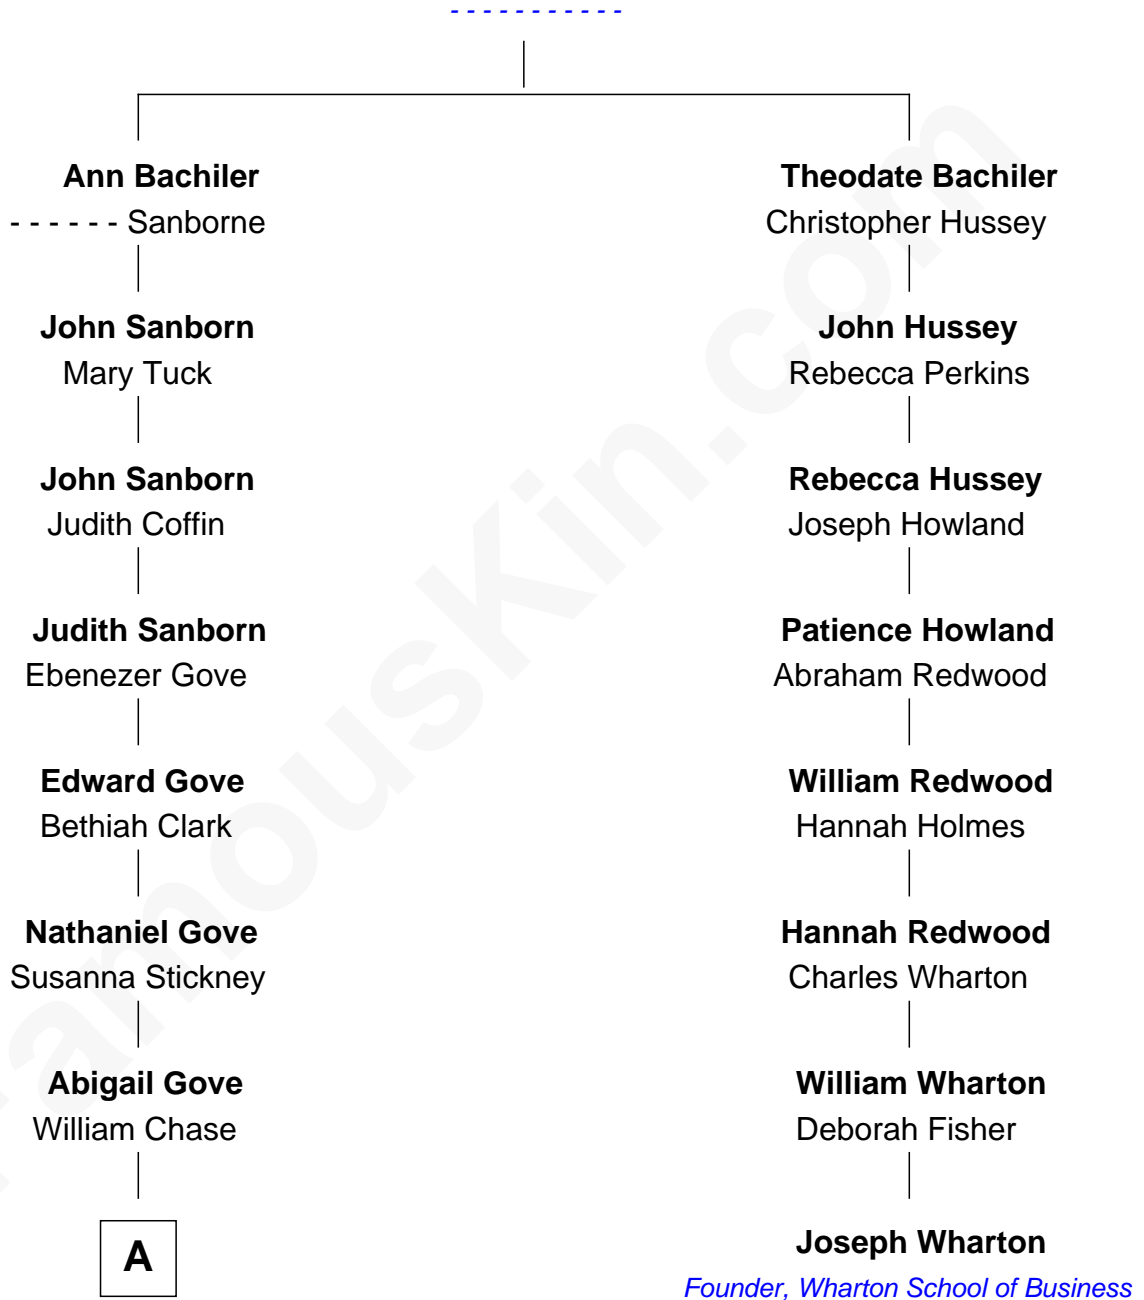 - - - - - - - - - - -
Ann Bachiler
Theodate Bachiler
- - - - - - Sanborne
Christopher Hussey
John Sanborn
John Hussey
Mary Tuck
Rebecca Perkins
John Sanborn
Rebecca Hussey
Judith Coffin
Joseph Howland
Judith Sanborn
Patience Howland
Ebenezer Gove
Abraham Redwood
Edward Gove
William Redwood
Bethiah Clark
Hannah Holmes
Nathaniel Gove
Hannah Redwood
Susanna Stickney
Charles Wharton
Abigail Gove
William Wharton
William Chase
Deborah Fisher
A
Joseph Wharton
Founder, Wharton School of Business
FamousKin.com